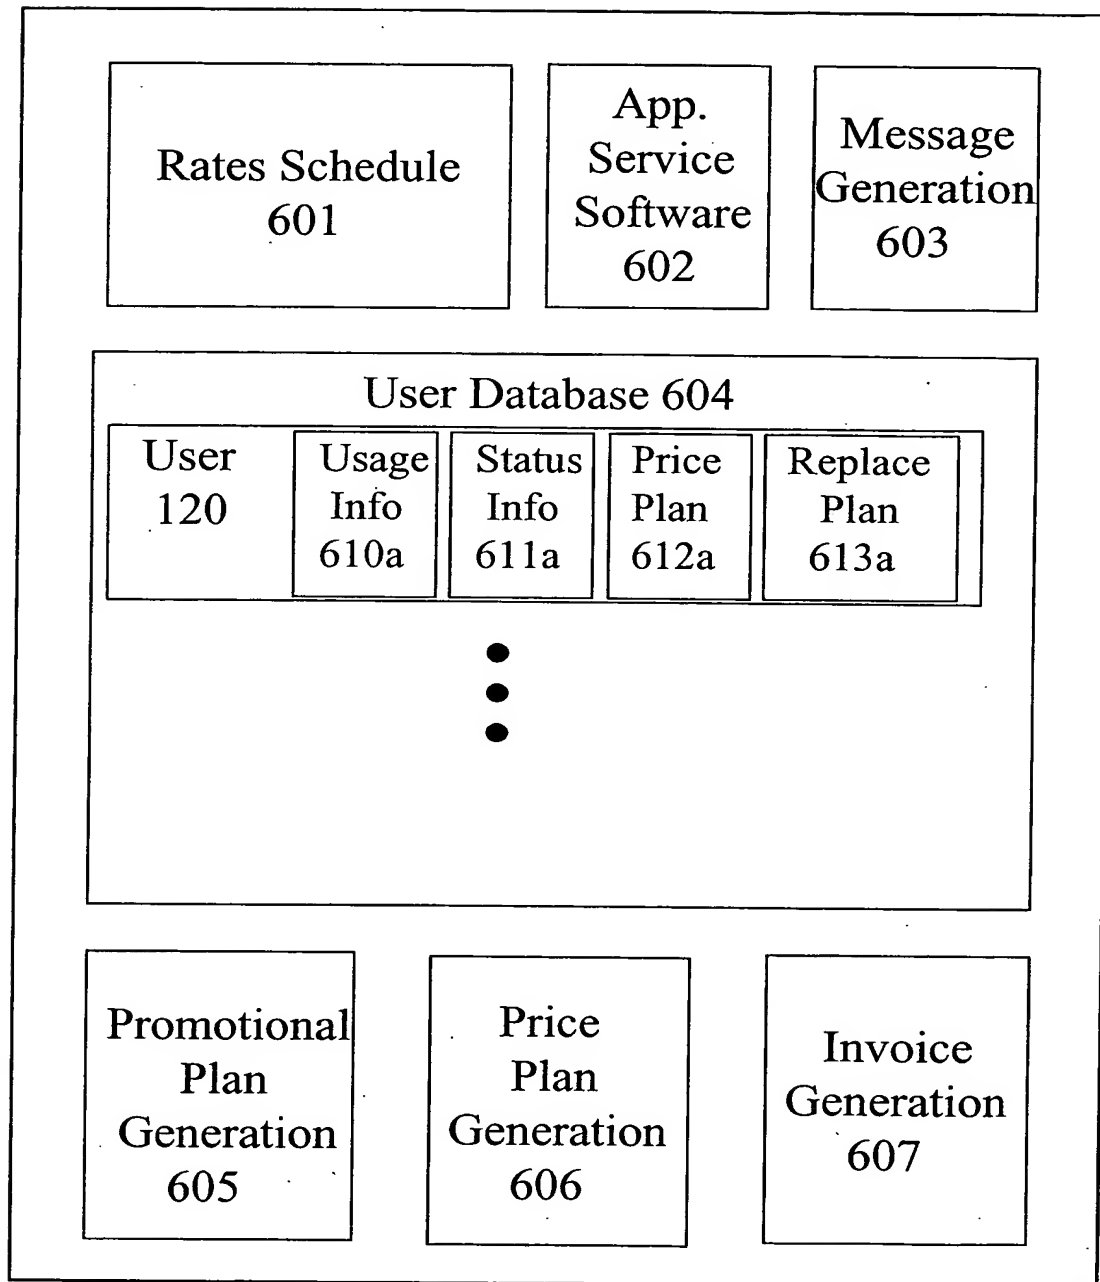 Rates Schedule
601
App.
Service
Software
602
Message
Generation
603
User Database 604
User
120
Usage
Info
610a
Status
Info
611a
Price
Plan
612a
Replace
Plan
613a
Promotional
Plan
Generation
605
Price
Plan
Generation
606
Invoice
Generation
607